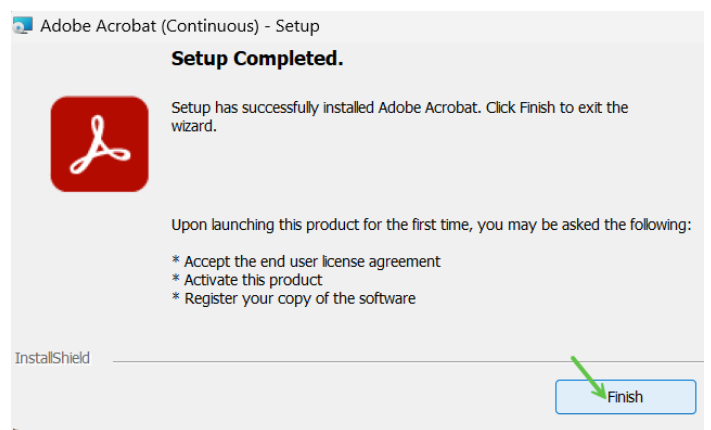 Adobe Acrobat (Continuous) - Setup
Setup Completed.
Setup has successfully installed Adobe Acrobat. Click Finish to exit the
wizard.
Upon launching this product for the first time, you may be asked the following:
* Accept the end user license agreement
* Activate this product
* Register your copy of the software
InstallShield
Finish